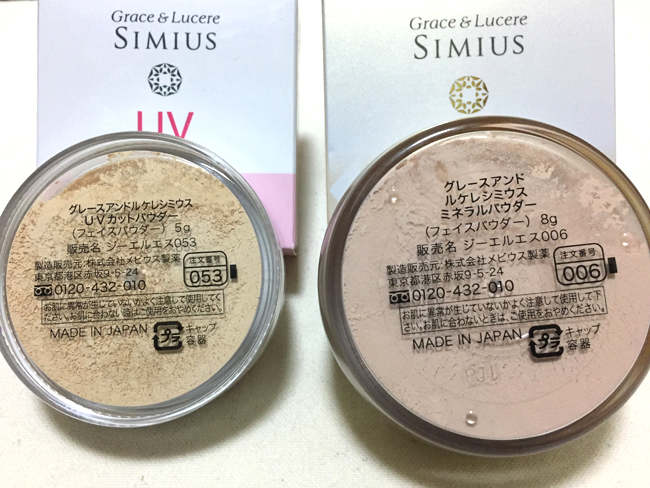 Grace & Lucere
SIMIUS
UV
グレースアンドルケレシミウス
UVカットパウダー
(フェイスパウダー) 5g
販売名 ジーエルエス053
製造販売元:株式会社メビウス製薬
東京都港区赤坂9-5-24
注文番号
053
0120-432-010
お肌に異常が生じていないかよく注意して使用してく
ださい。お肌に合わない時は、ご使用をおやめください。
MADE IN JAPAN
プラ
キャップ
容器
Grace & Lucere
SIMIUS
グレースアンド
ルケレシミウス
ミネラルパウダー
(フェイスパウダー) 8g
販売名 ジーエルエス006
製造販売元:株式会社メビウス製薬
東京都港区赤坂9-5-24
注文番号
006
0120-432-010
お肌に異常が生じていないかよく注意して使用して下
さい。お肌に合わないときは、ご使用をおやめください。
MADE IN JAPAN
プラ
キャップ
容器